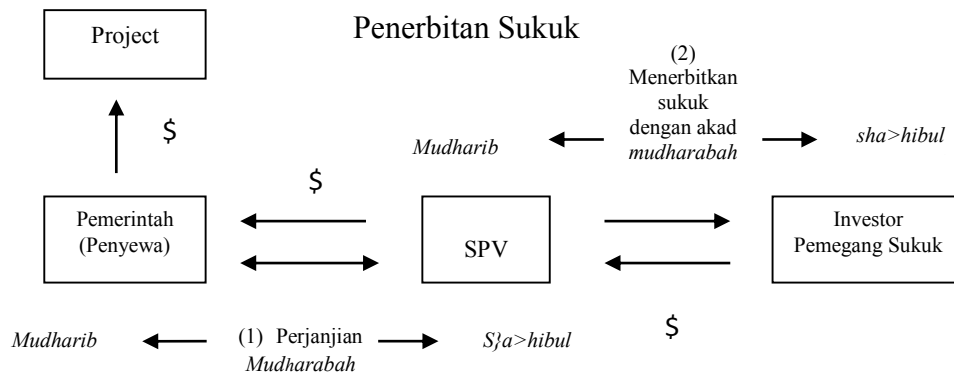 Project
Penerbitan Sukuk
(2)
Menerbitkan
sukuk
dengan akad
mudharabah
$
Mudharib
sha>hibul
$
Pemerintah
(Penyewa)
SPV
Investor
Pemegang Sukuk
$
Mudharib
(1) Perjanjian
Mudharabah
S}a>hibul